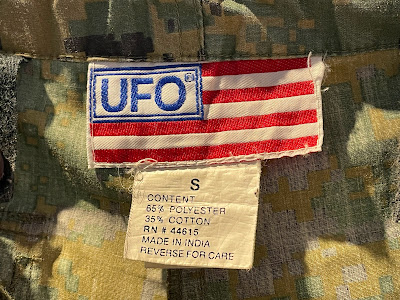 UFO®
S
CONTENT
65% POLYESTER
35% COTTON
RN # 44615
MADE IN INDIA
REVERSE FOR CARE